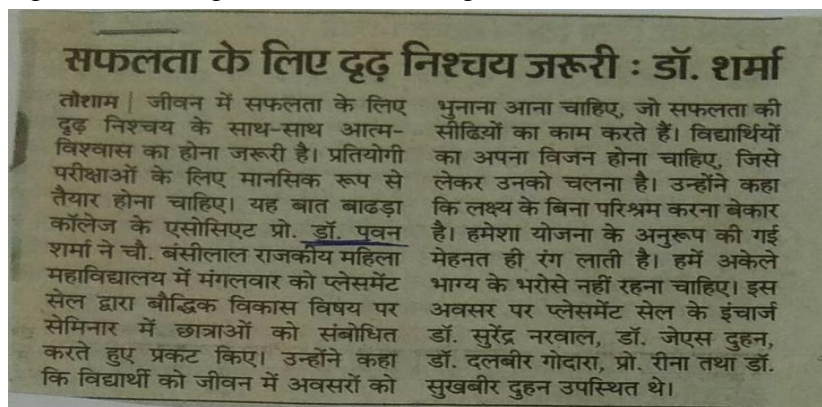 सफलता के लिए दृढ़ निश्चय जरूरी : डॉ. शर्मा
तोशाम | जीवन में सफलता के लिए
दृढ़ निश्चय के साथ-साथ आत्म-
विश्वास का होना जरूरी है। प्रतियोगी
परीक्षाओं के लिए मानसिक रूप से
तैयार होना चाहिए। यह बात बाढड़ा
कॉलेज के एसोसिएट प्रो. डॉ. पवन
शर्मा ने चौ. बंसीलाल राजकीय महिला
महाविद्यालय में मंगलवार को प्लेसमेंट
सेल द्वारा बौद्धिक विकास विषय पर
सेमिनार में छात्राओं को संबोधित
करते हुए प्रकट किए। उन्होंने कहा
कि विद्यार्थी को जीवन में अवसरों को
भुनाना आना चाहिए, जो सफलता की
सीढिय़ों का काम करते हैं। विद्यार्थियों
का अपना विजन होना चाहिए, जिसे
लेकर उनको चलना है। उन्होंने कहा
कि लक्ष्य के बिना परिश्रम करना बेकार
है। हमेशा योजना के अनुरूप की गई
मेहनत ही रंग लाती है। हमें अकेले
भाग्य के भरोसे नहीं रहना चाहिए। इस
अवसर पर प्लेसमेंट सेल के इंचार्ज
डॉ. सुरेंद्र नरवाल, डॉ. जेएस दुहन,
डॉ. दलबीर गोदारा, प्रो. रीना तथा डॉ.
सुखबीर दुहन उपस्थित थे।